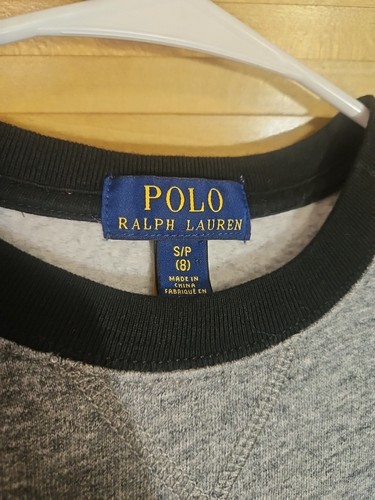 POLO
RALPH LAUREN
S/P
(8)
MADE IN
CHINA
FABRIQUÉ EN